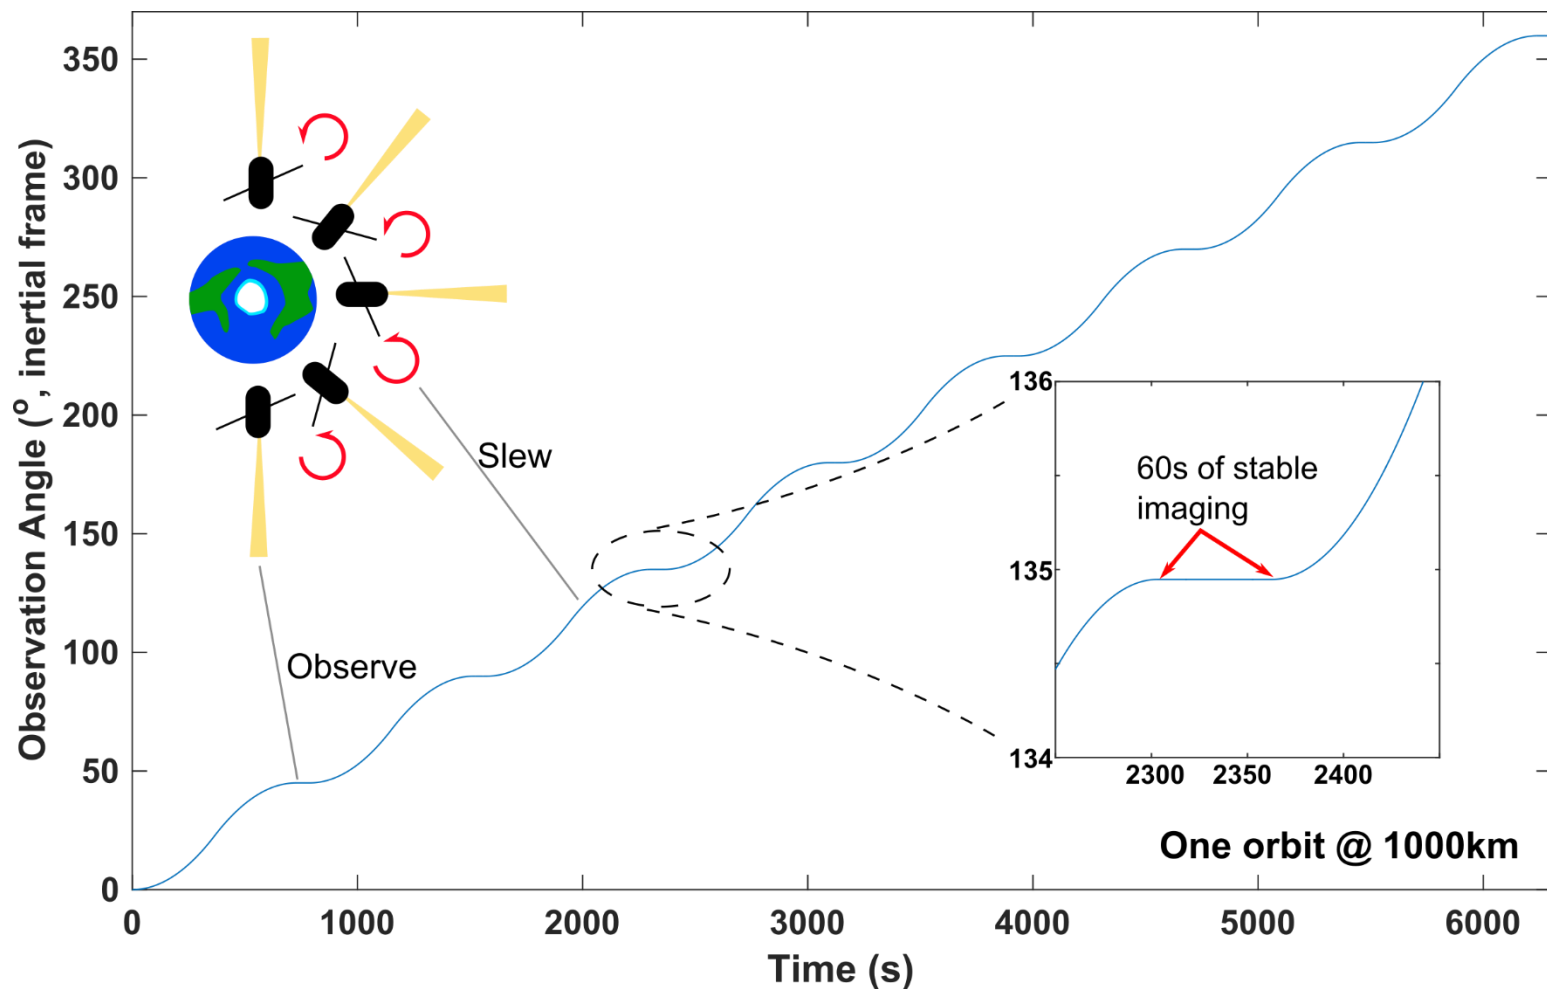 350
300
250
200
150
100
50
0
Observation Angle (º, inertial frame)
Slew
Observe
136
135
134
60s of stable
imaging
2300 2350 2400
One orbit @ 1000km
0 1000 2000 3000 4000 5000 6000
Time (s)